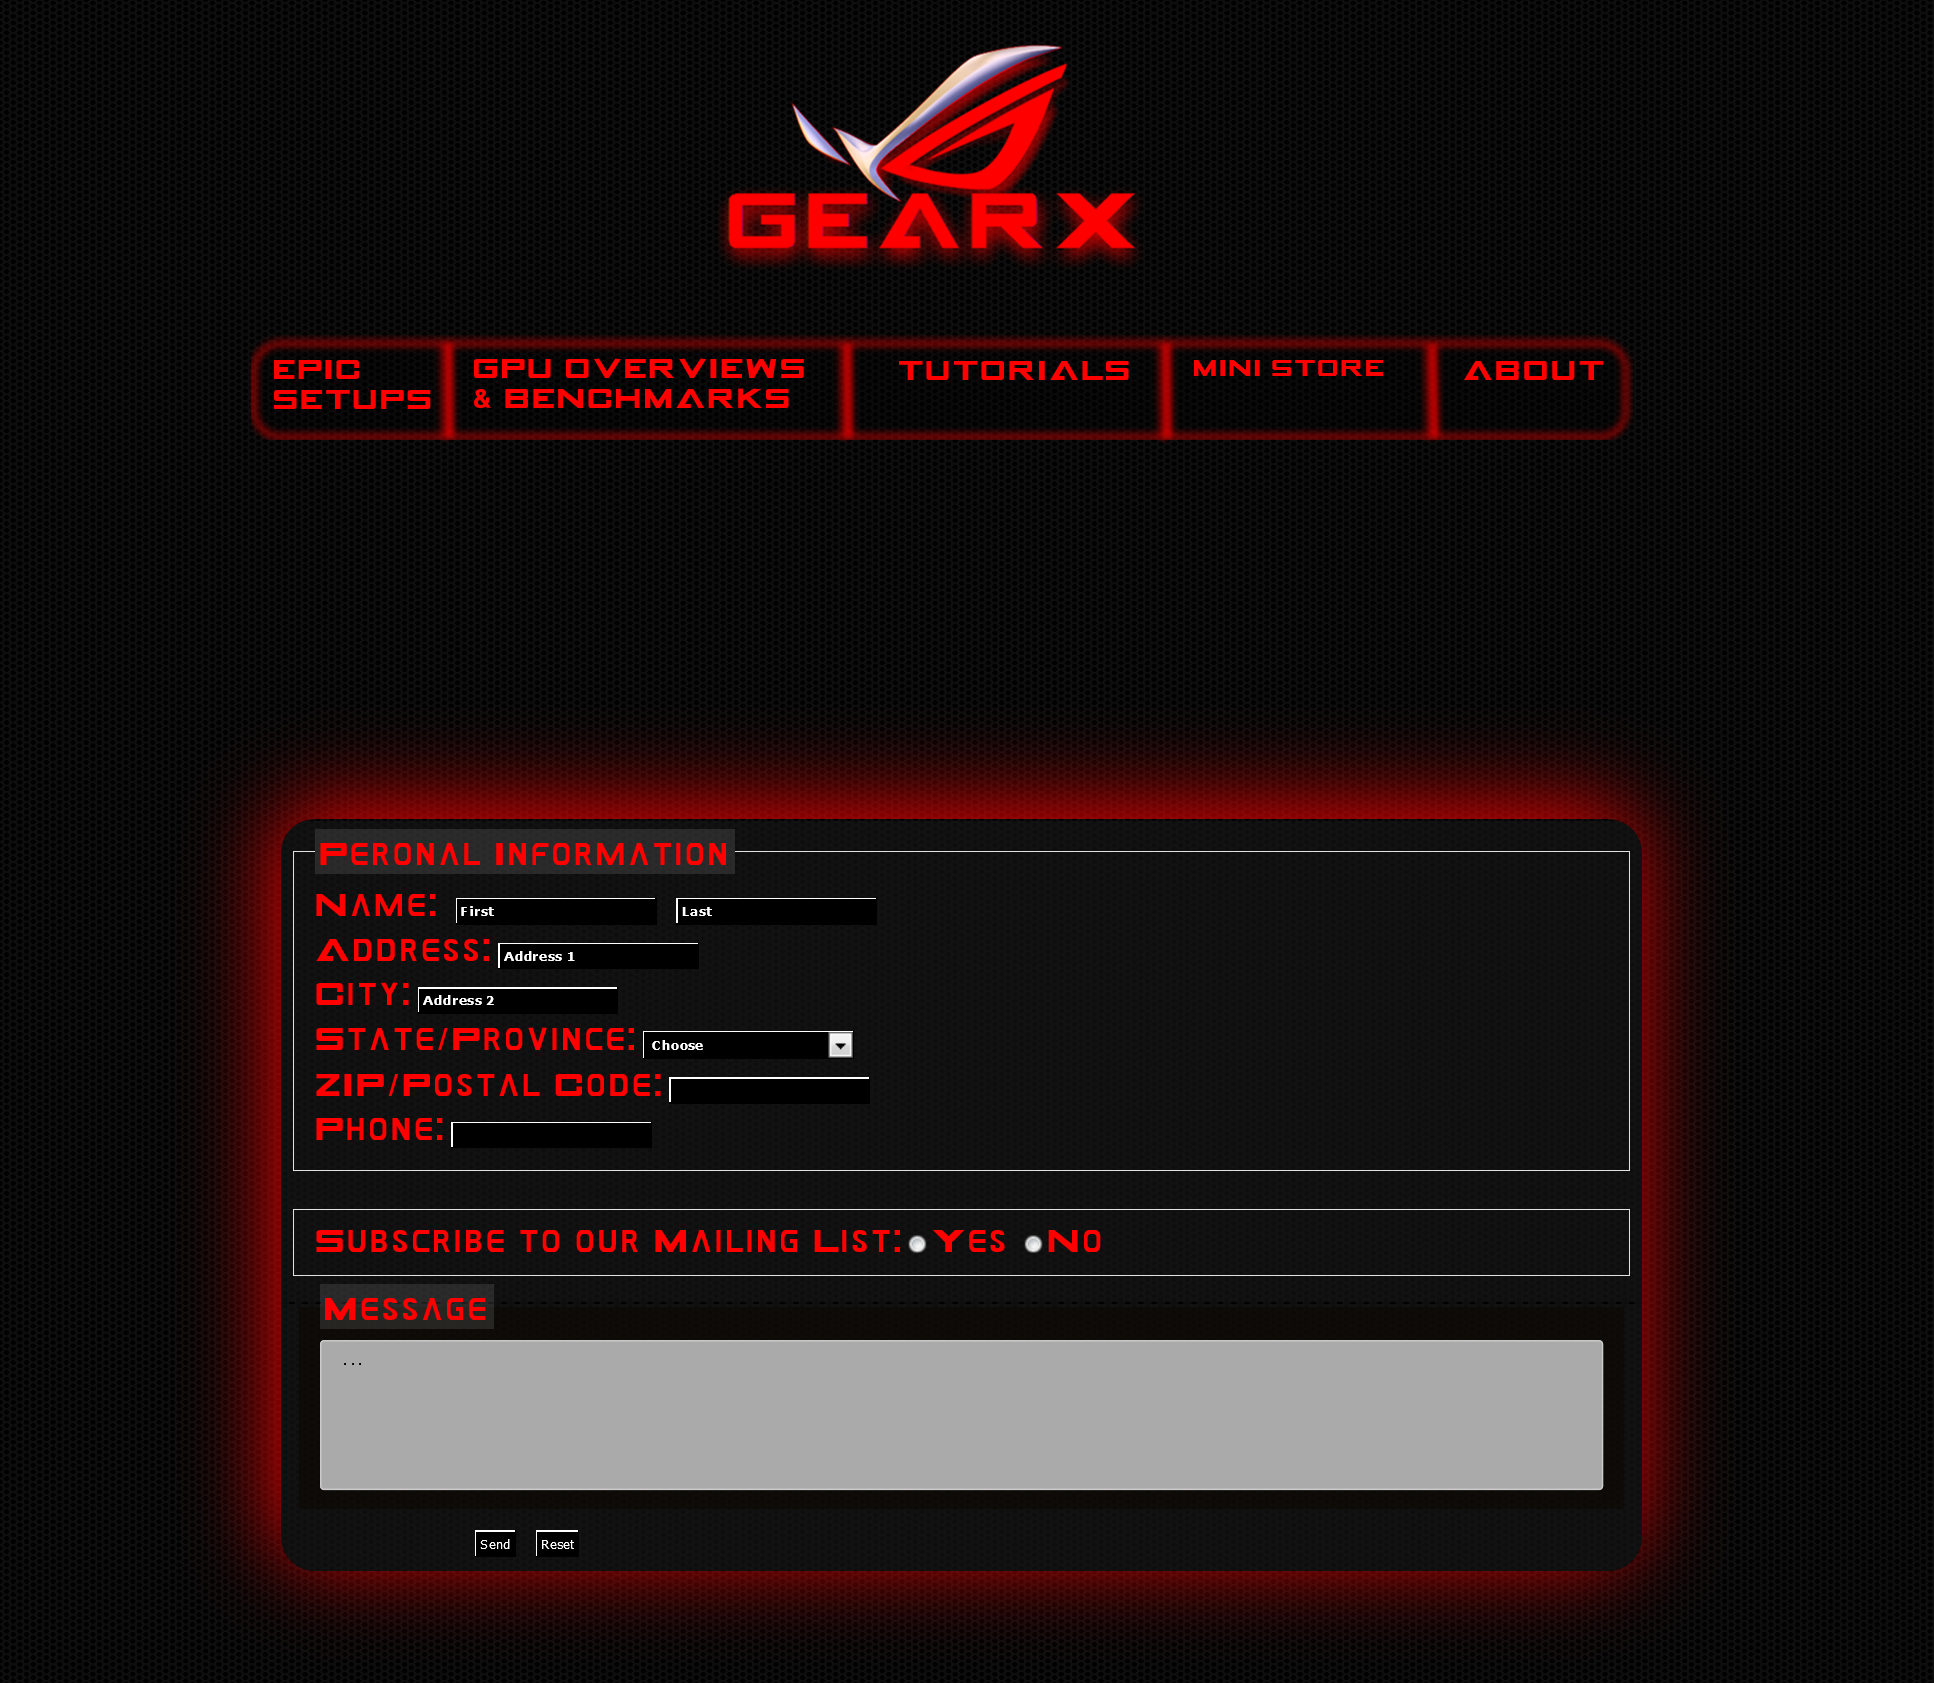 GEARX
EPIC
SETUPS
GPU OVERVIEWS
& BENCHMARKS
TUTORIALS
MINI STORE
ABOUT
Peronal Information
Name: First Last
Address: Address 1
City: Address 2
State/Province: Choose
ZIP/Postal Code:
Phone:
Subscribe to our Mailing List: Yes No
Message
...
Send Reset